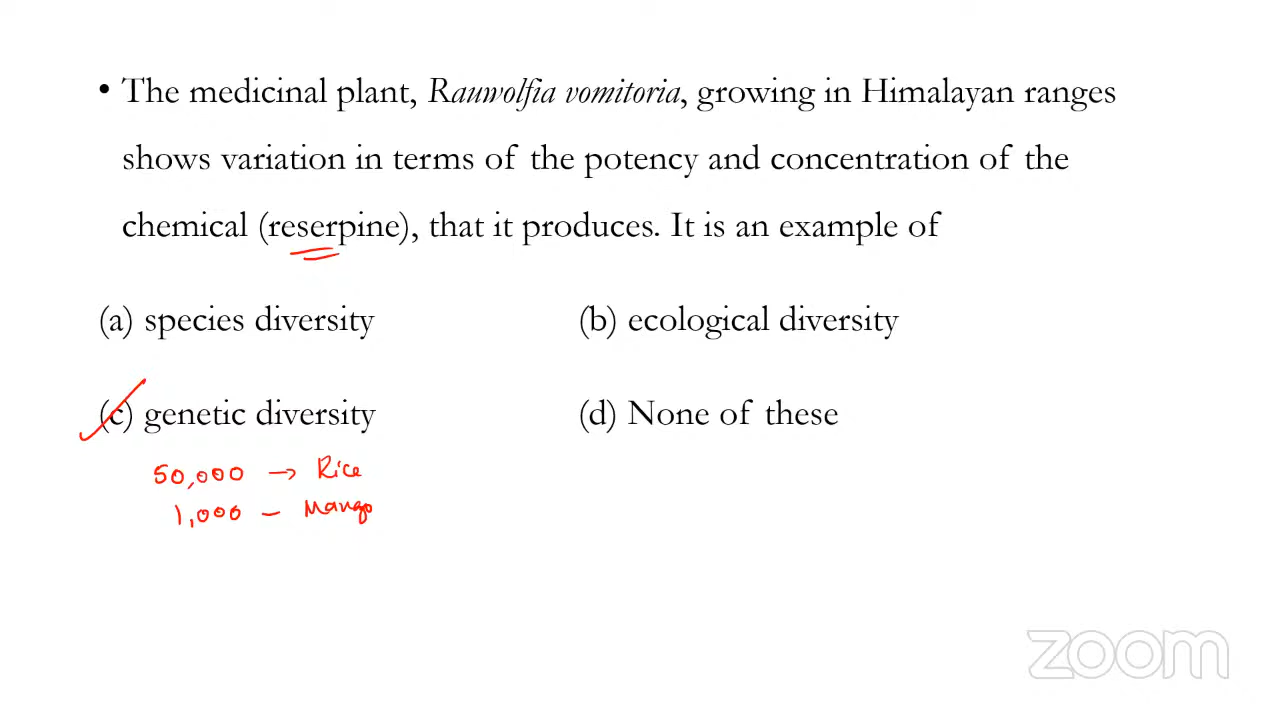 • The medicinal plant, Rauwolfia vomitoria, growing in Himalayan ranges
shows variation in terms of the potency and concentration of the
chemical (reserpine), that it produces. It is an example of
(a) species diversity (b) ecological diversity
(c) genetic diversity (d) None of these
50,000 → Rice
1,000 – Mango
zoom